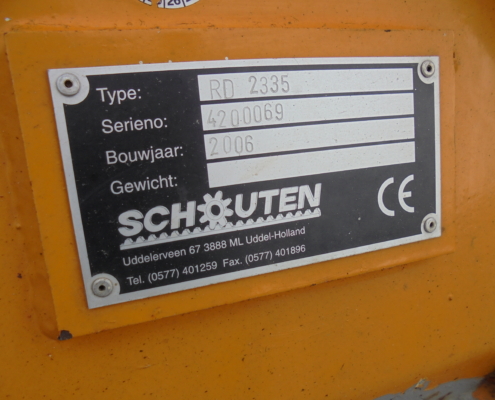 Type: RD 2335
Serieno: 4200069
Bouwjaar: 2006
Gewicht:
SCHOUTEN
CE
Uddelerveen 67 3888 ML Uddel-Holland
Tel. (0577) 401259 Fax. (0577) 401896